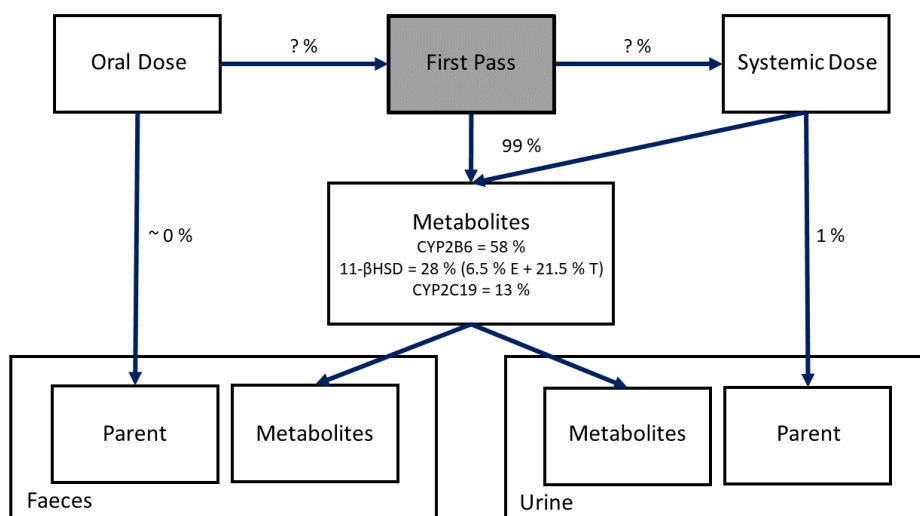 Oral Dose
? %
First Pass
? %
Systemic Dose
99 %
Metabolites
CYP2B6 = 58 %
11-βHSD = 28 % (6.5 % E + 21.5 % T)
CYP2C19 = 13 %
~ 0 %
1 %
Parent
Metabolites
Faeces
Metabolites
Parent
Urine